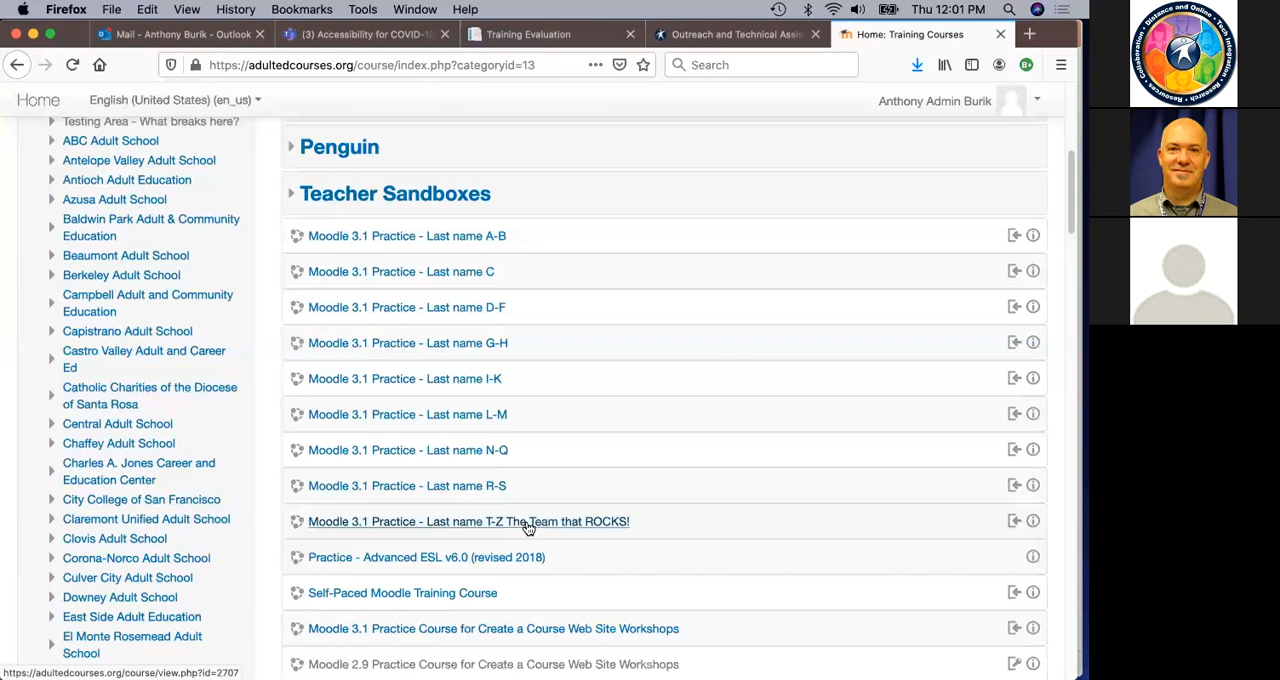 Firefox File Edit View History Bookmarks Tools Window Help Thu 12:01 PM
Mail - Anthony Burik - Outlook
(3) Accessibility for COVID-19
Training Evaluation
Outreach and Technical Assis
Home: Training Courses
https://adultedcourses.org/course/index.php?categoryid=13
Search
Home English (United States) (en_us) Anthony Admin Burik
Testing Area - What breaks here?
ABC Adult School
Antelope Valley Adult School
Antioch Adult Education
Azusa Adult School
Baldwin Park Adult & Community
Education
Beaumont Adult School
Berkeley Adult School
Campbell Adult and Community
Education
Capistrano Adult School
Castro Valley Adult and Career
Ed
Catholic Charities of the Diocese
of Santa Rosa
Central Adult School
Chaffey Adult School
Charles A. Jones Career and
Education Center
City College of San Francisco
Claremont Unified Adult School
Clovis Adult School
Corona-Norco Adult School
Culver City Adult School
Downey Adult School
East Side Adult Education
El Monte Rosemead Adult
School
Penguin
Teacher Sandboxes
Moodle 3.1 Practice - Last name A-B
Moodle 3.1 Practice - Last name C
Moodle 3.1 Practice - Last name D-F
Moodle 3.1 Practice - Last name G-H
Moodle 3.1 Practice - Last name I-K
Moodle 3.1 Practice - Last name L-M
Moodle 3.1 Practice - Last name N-Q
Moodle 3.1 Practice - Last name R-S
Moodle 3.1 Practice - Last name T-Z The Team that ROCKS!
Practice - Advanced ESL v6.0 (revised 2018)
Self-Paced Moodle Training Course
Moodle 3.1 Practice Course for Create a Course Web Site Workshops
Moodle 2.9 Practice Course for Create a Course Web Site Workshops
https://adultedcourses.org/course/view.php?id=2707
Distance and Online
Tech Integration
Research
Resources
Collaboration